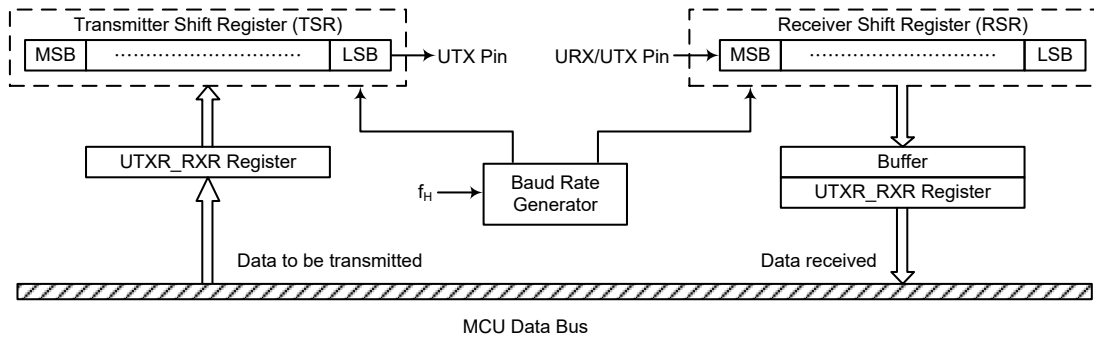 Transmitter Shift Register (TSR)
MSB
LSB
UTX Pin
URX/UTX Pin
Receiver Shift Register (RSR)
MSB
LSB
UTXR_RXR Register
fH
Baud Rate
Generator
Buffer
UTXR_RXR Register
Data to be transmitted
Data received
MCU Data Bus